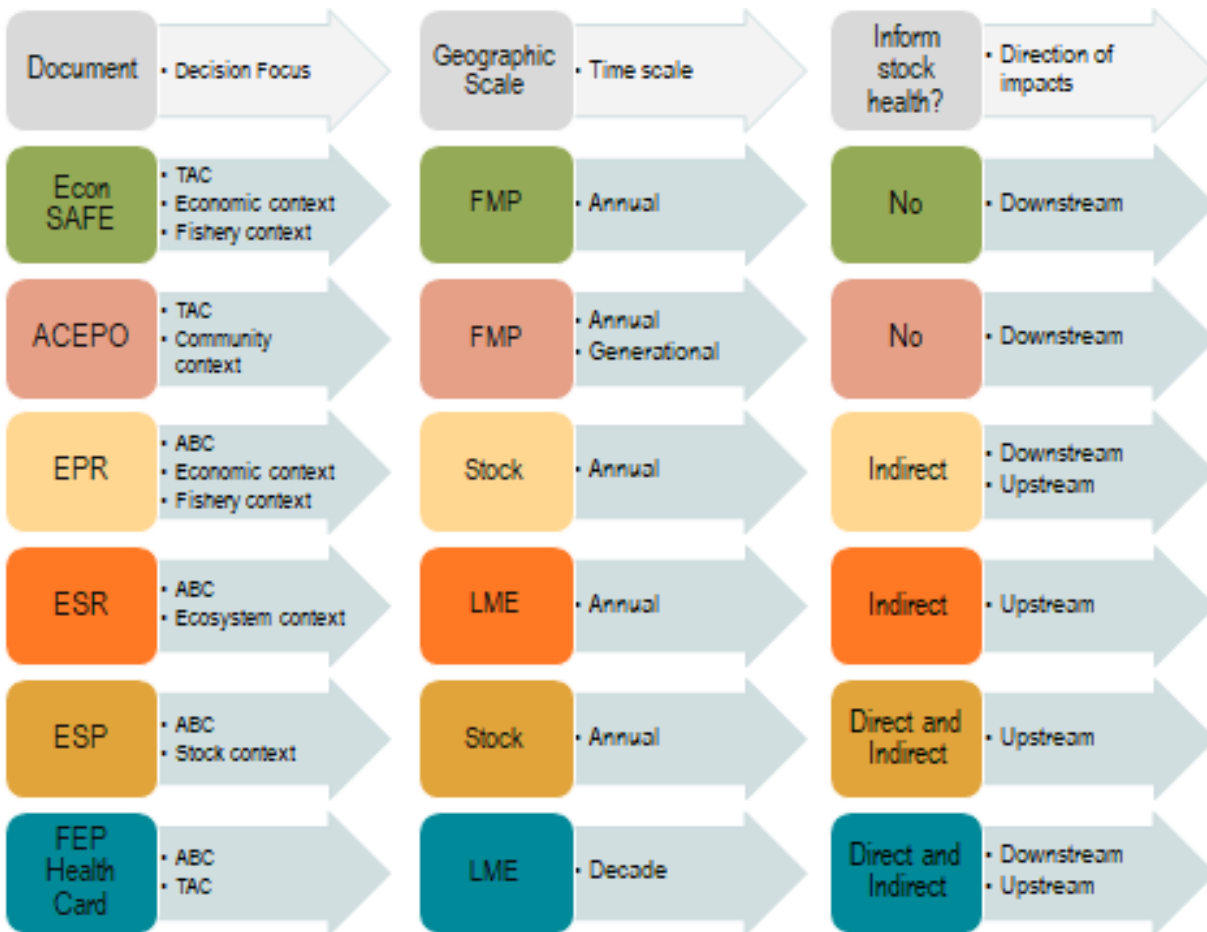 Document
• Decision Focus
Geographic
Scale
• Time scale
Inform
stock
health?
• Direction of
impacts
Econ
SAFE
• TAC
• Economic context
• Fishery context
FMP
• Annual
No
• Downstream
ACEPO
• TAC
• Community
context
FMP
• Annual
• Generational
No
• Downstream
EPR
• ABC
• Economic context
• Fishery context
Stock
• Annual
Indirect
• Downstream
• Upstream
ESR
• ABC
• Ecosystem context
LME
• Annual
Indirect
• Upstream
ESP
• ABC
• Stock context
Stock
• Annual
Direct and
Indirect
• Upstream
FEP
Health
Card
• ABC
• TAC
LME
• Decade
Direct and
Indirect
• Downstream
• Upstream